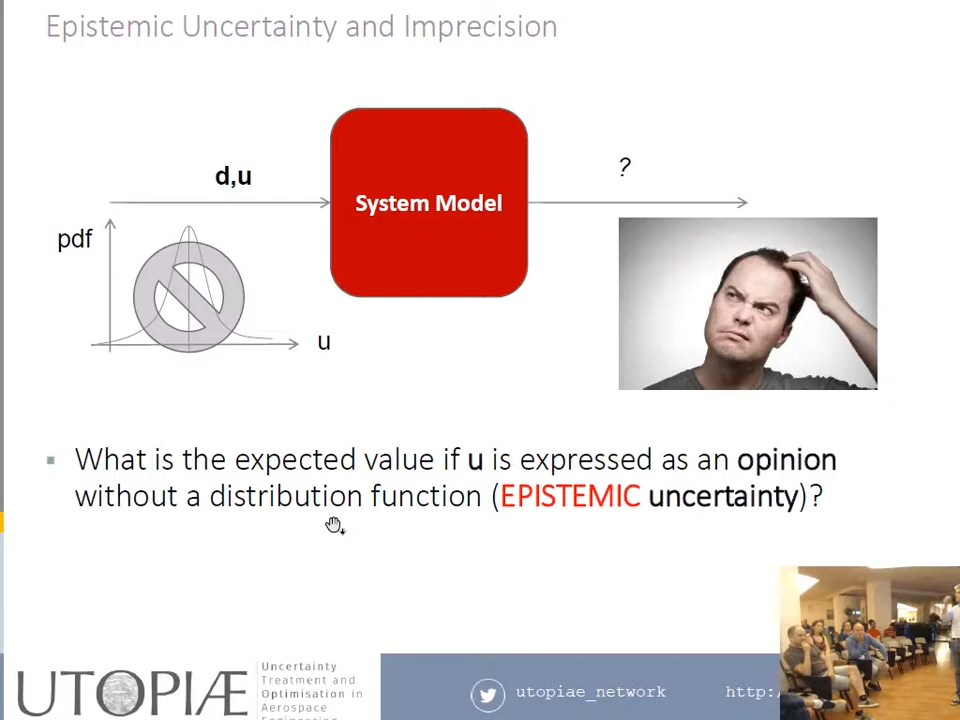 Epistemic Uncertainty and Imprecision
d,u
System Model
?
pdf
u
▪ What is the expected value if u is expressed as an opinion
without a distribution function (EPISTEMIC uncertainty)?
UTOPIÆ
Uncertainty
Treatment and
Optimisation in
Aerospace
utopiae_network
http: